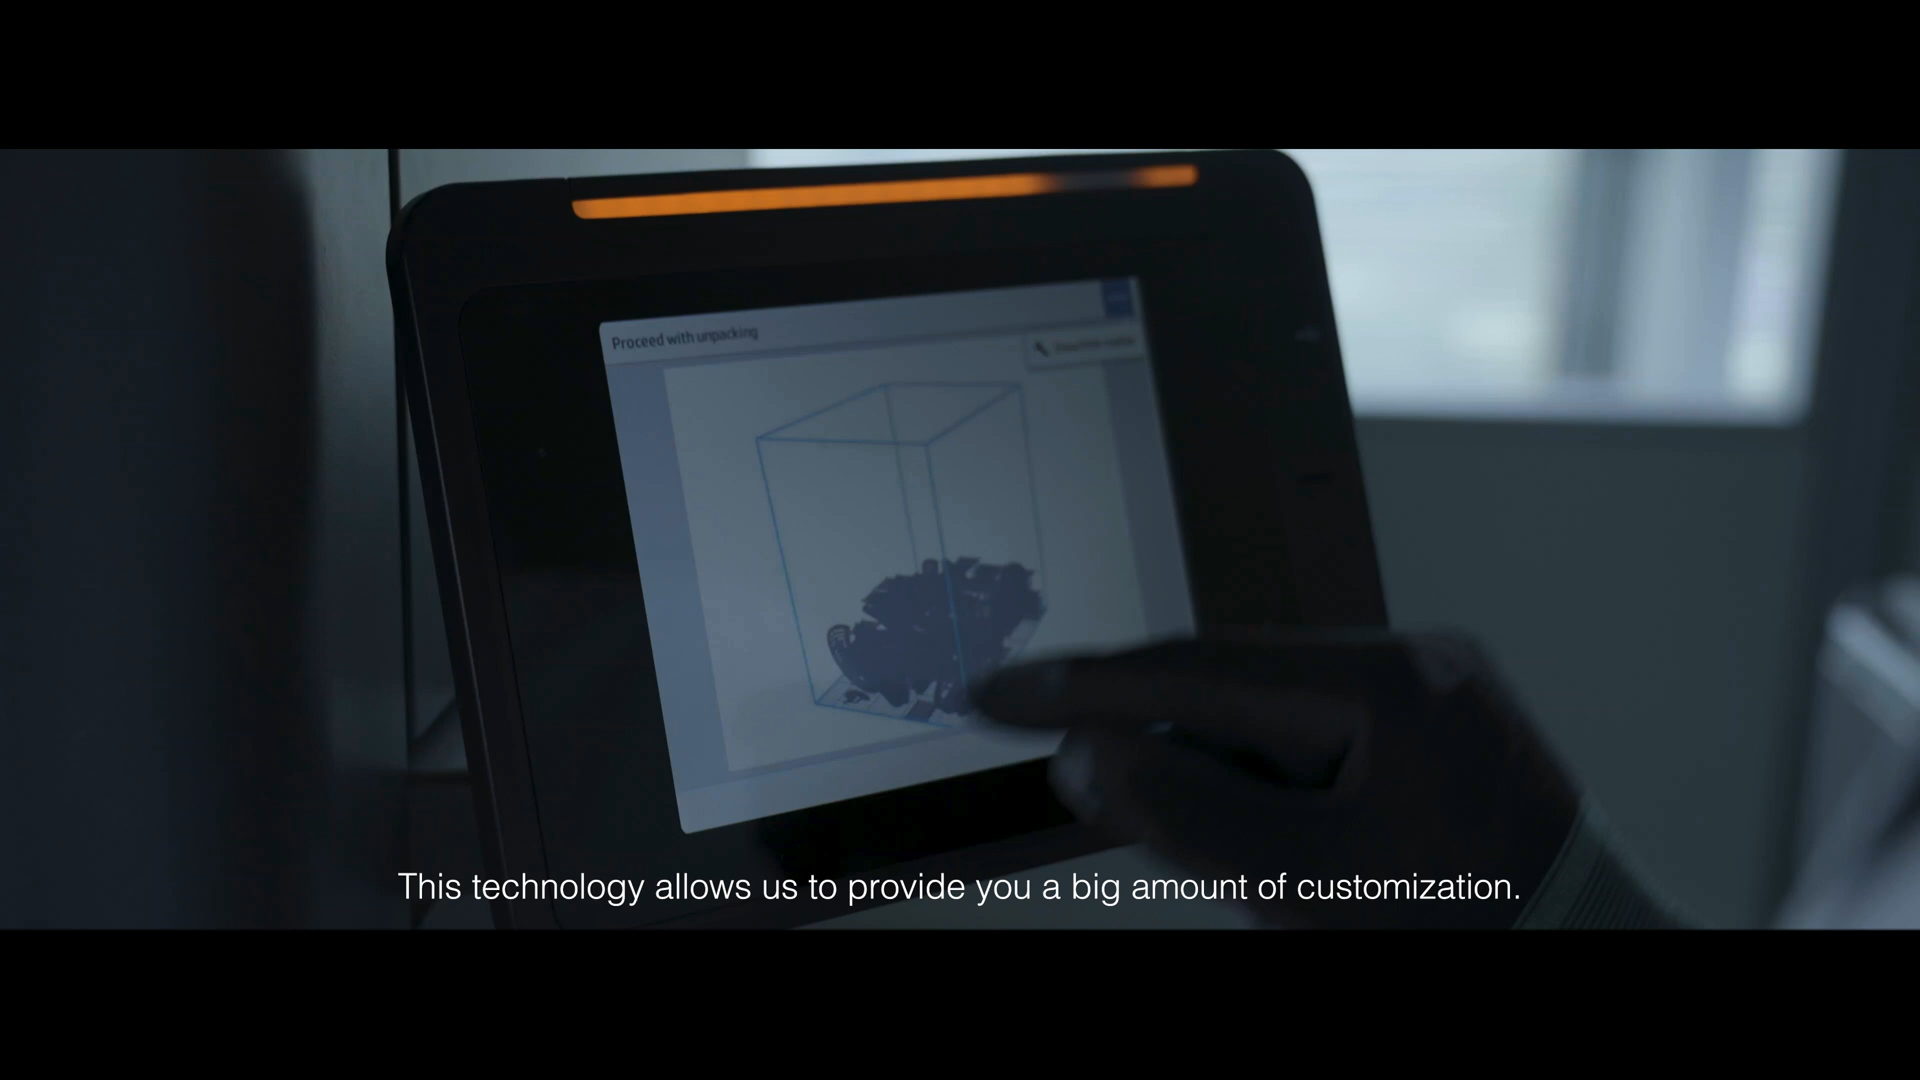 Proceed with unpacking
This technology allows us to provide you a big amount of customization.